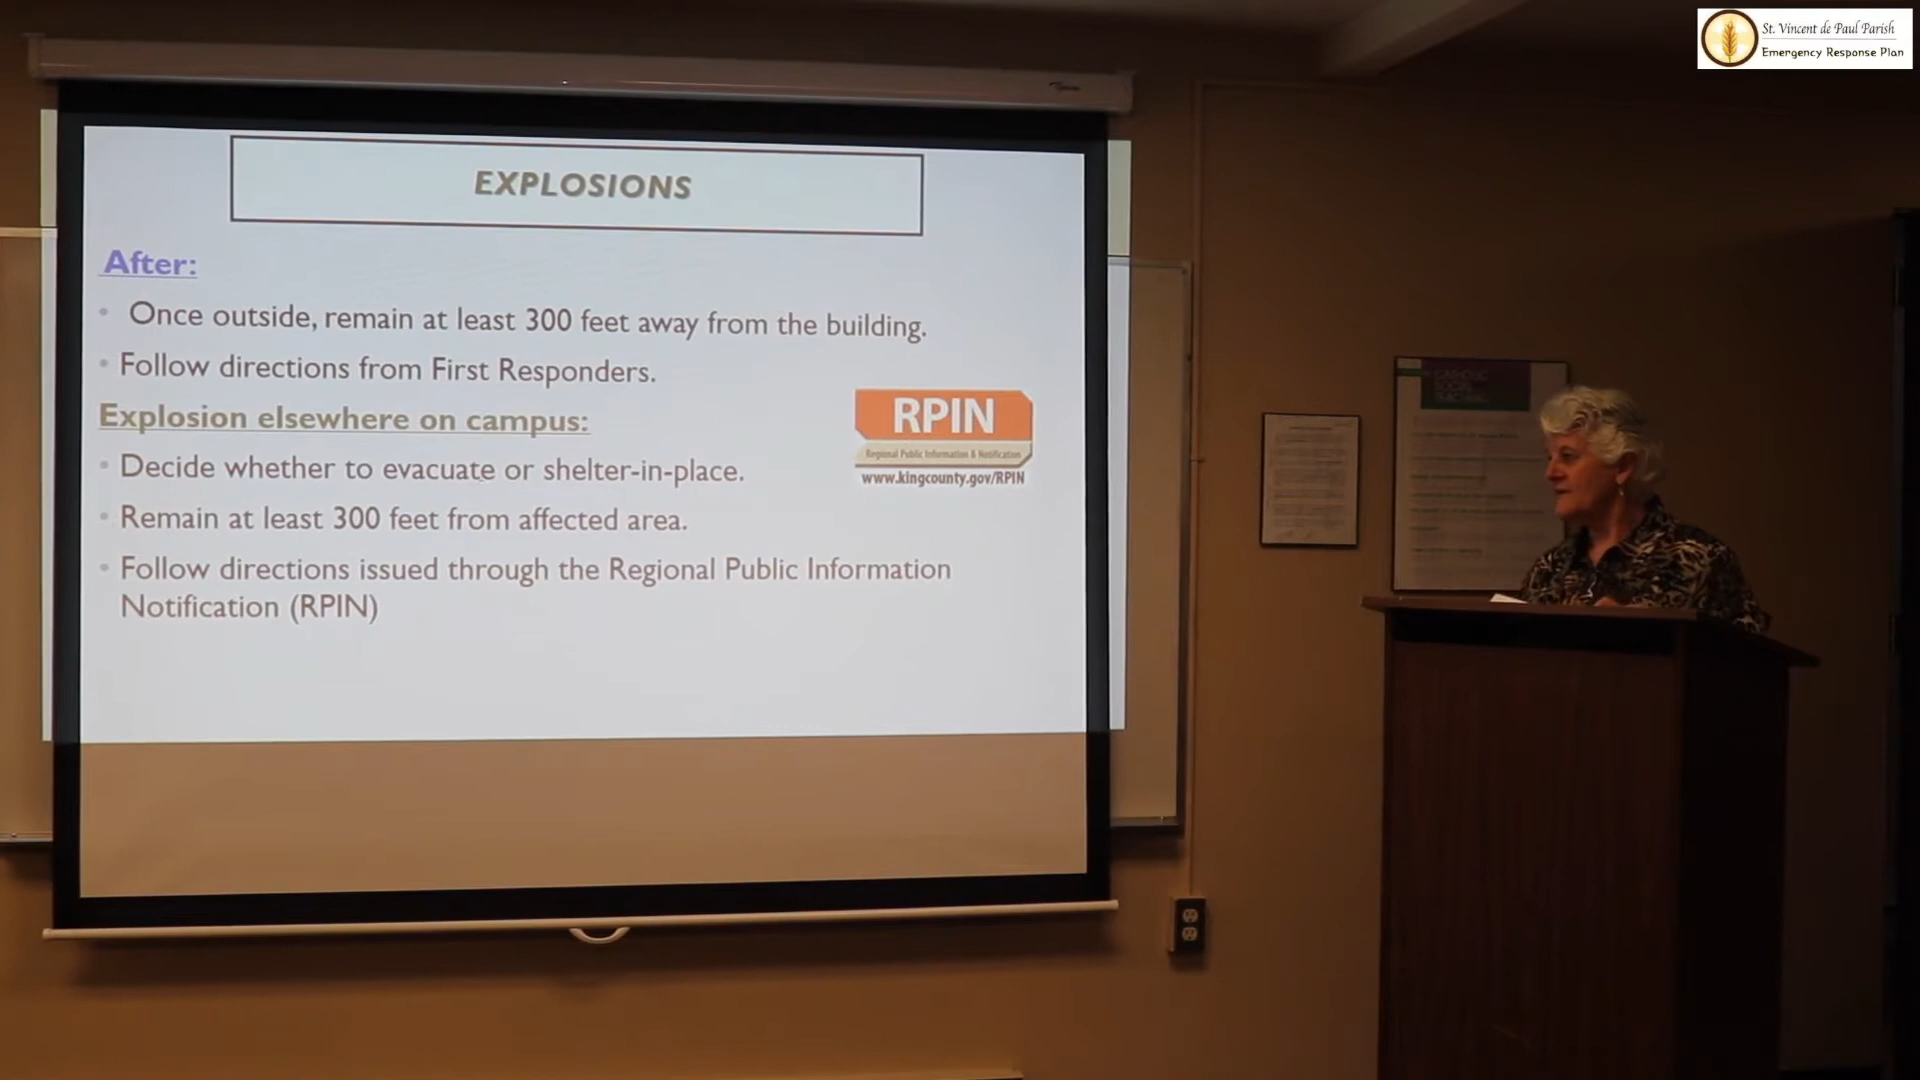 St. Vincent de Paul Parish
Emergency Response Plan
EXPLOSIONS
After:
• Once outside, remain at least 300 feet away from the building.
• Follow directions from First Responders.
Explosion elsewhere on campus:
• Decide whether to evacuate or shelter-in-place.
• Remain at least 300 feet from affected area.
• Follow directions issued through the Regional Public Information
Notification (RPIN)
RPIN
Regional Public Information & Notification
www.kingcounty.gov/RPIN
CATHOLIC
SOCIAL
TEACHING